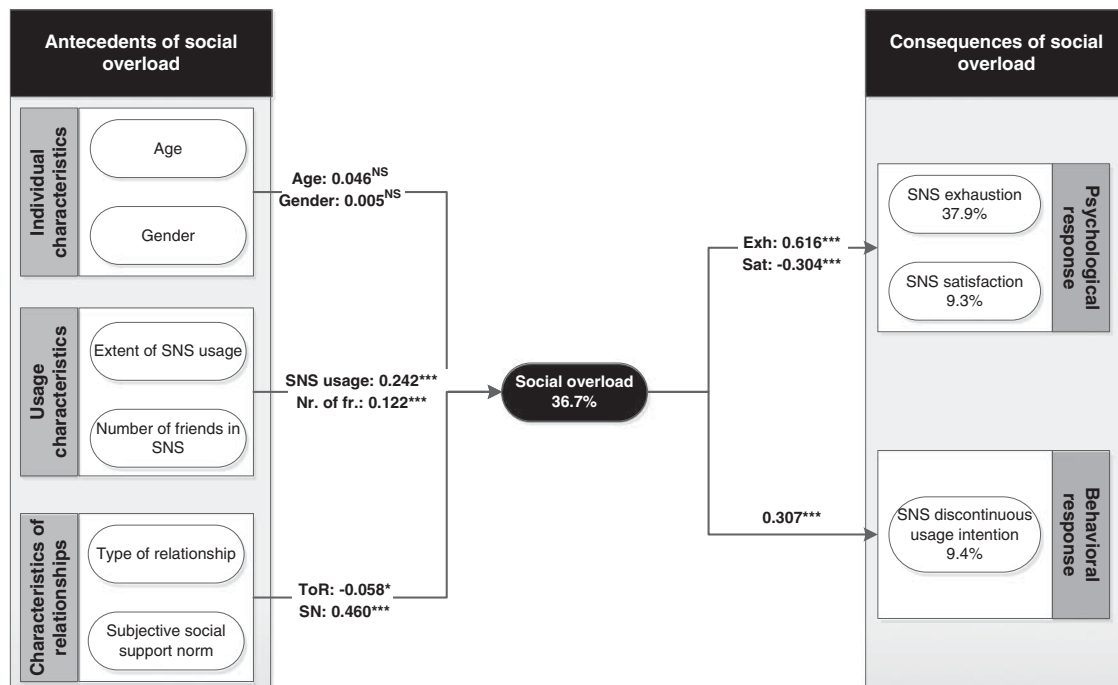 Antecedents of social
overload
Individual
characteristics
Age
Gender
Usage
characteristics
Extent of SNS usage
Number of friends in
SNS
Characteristics of
relationships
Type of relationship
Subjective social
support norm
Age: 0.046NS
Gender: 0.005NS
SNS usage: 0.242***
Nr. of fr.: 0.122***
ToR: -0.058*
SN: 0.460***
Social overload
36.7%
Exh: 0.616***
Sat: -0.304***
0.307***
Consequences of social
overload
SNS exhaustion
37.9%
SNS satisfaction
9.3%
Psychological
response
SNS discontinuous
usage intention
9.4%
Behavioral
response